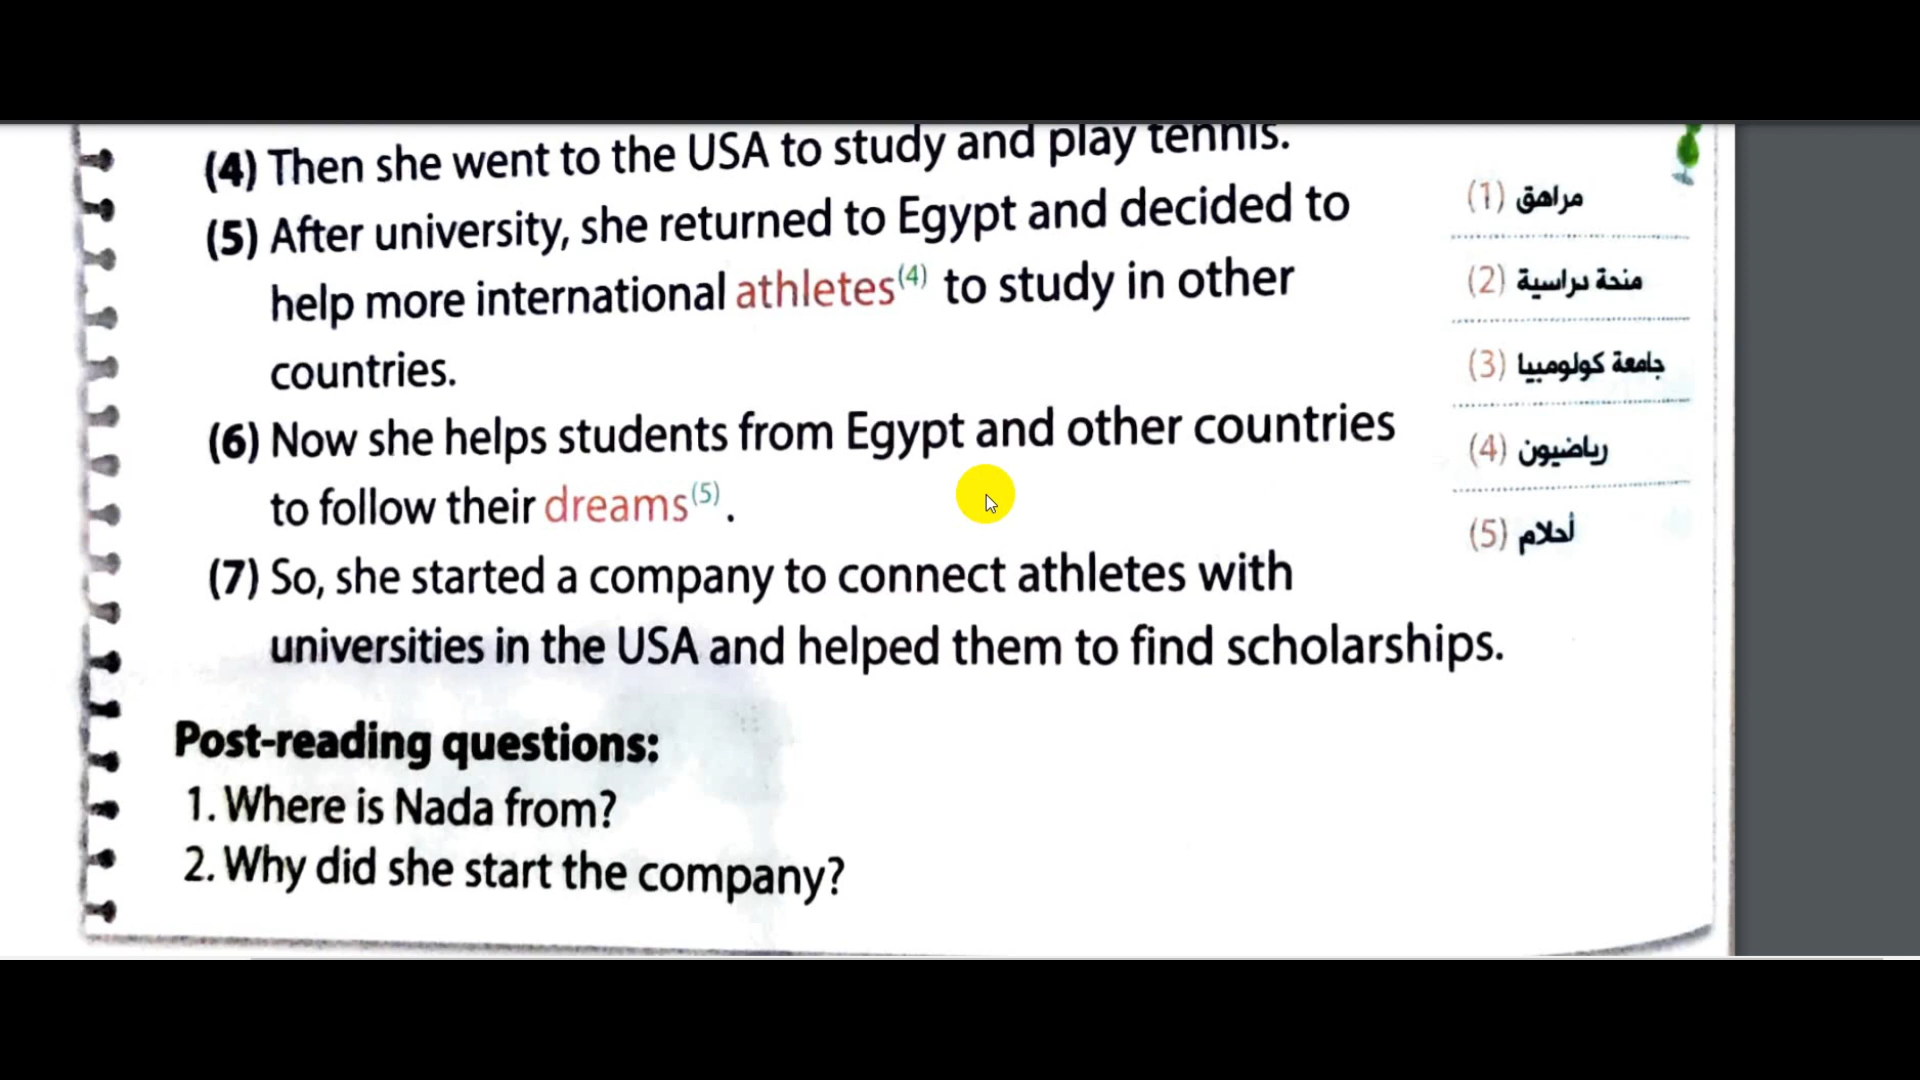 (4) Then she went to the USA to study and play tennis.
(5) After university, she returned to Egypt and decided to
help more international athletes(4) to study in other
countries.
(6) Now she helps students from Egypt and other countries
to follow their dreams(5).
(7) So, she started a company to connect athletes with
universities in the USA and helped them to find scholarships.
Post-reading questions:
1. Where is Nada from?
2. Why did she start the company?
(1) مراهق
(2) منحة دراسية
(3) جامعة كولومبيا
(4) رياضيون
(5) أحلام